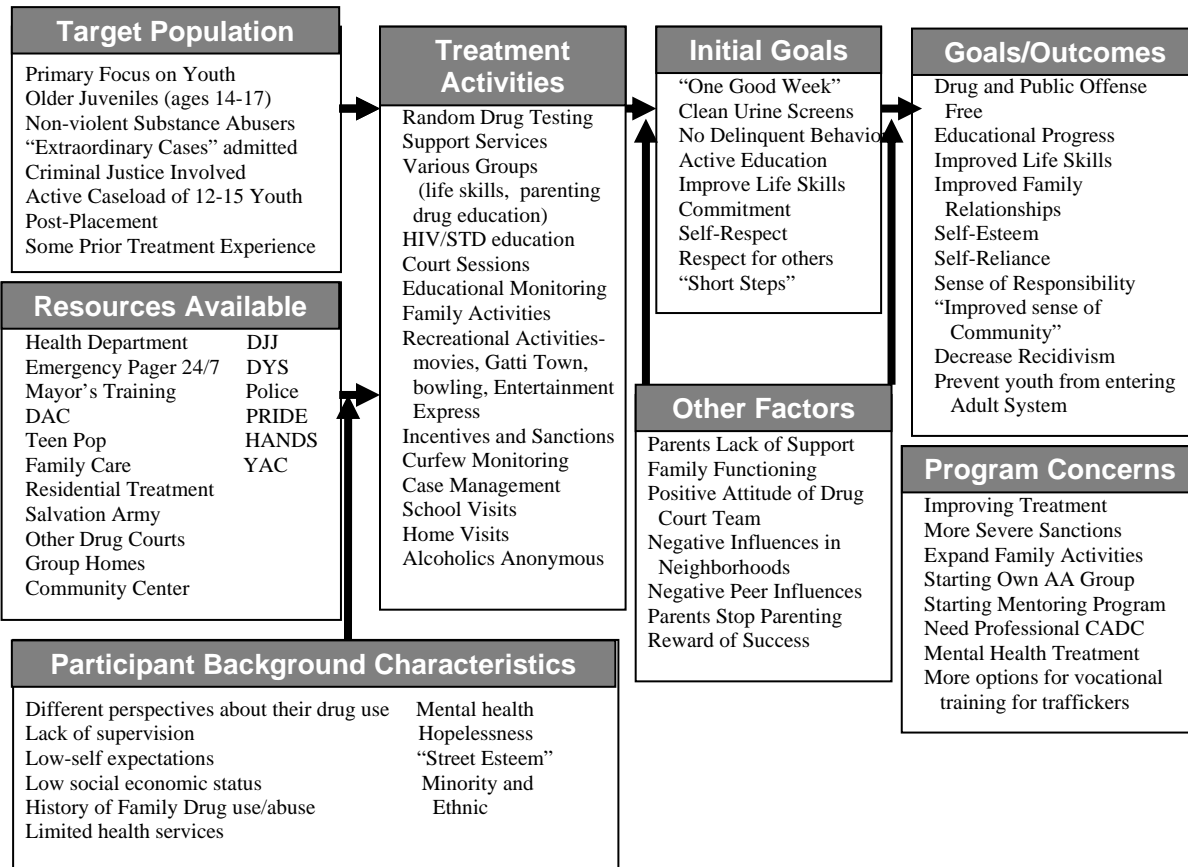 Target Population
Primary Focus on Youth
Older Juveniles (ages 14-17)
Non-violent Substance Abusers
“Extraordinary Cases” admitted
Criminal Justice Involved
Active Caseload of 12-15 Youth
Post-Placement
Some Prior Treatment Experience
Resources Available
Health Department
Emergency Pager 24/7
Mayor’s Training
DAC
Teen Pop
Family Care
Residential Treatment
Salvation Army
Other Drug Courts
Group Homes
Community Center
DJJ
DYS
Police
PRIDE
HANDS
YAC
Participant Background Characteristics
Different perspectives about their drug use
Lack of supervision
Low-self expectations
Low social economic status
History of Family Drug use/abuse
Limited health services
Mental health
Hopelessness
“Street Esteem”
Minority and
Ethnic
Treatment
Activities
Random Drug Testing
Support Services
Various Groups
(life skills, parenting
drug education)
HIV/STD education
Court Sessions
Educational Monitoring
Family Activities
Recreational Activities-
movies, Gatti Town,
bowling, Entertainment
Express
Incentives and Sanctions
Curfew Monitoring
Case Management
School Visits
Home Visits
Alcoholics Anonymous
Initial Goals
“One Good Week”
Clean Urine Screens
No Delinquent Behavior
Active Education
Improve Life Skills
Commitment
Self-Respect
Respect for others
“Short Steps”
Other Factors
Parents Lack of Support
Family Functioning
Positive Attitude of Drug
Court Team
Negative Influences in
Neighborhoods
Negative Peer Influences
Parents Stop Parenting
Reward of Success
Goals/Outcomes
Drug and Public Offense
Free
Educational Progress
Improved Life Skills
Improved Family
Relationships
Self-Esteem
Self-Reliance
Sense of Responsibility
“Improved sense of
Community”
Decrease Recidivism
Prevent youth from entering
Adult System
Program Concerns
Improving Treatment
More Severe Sanctions
Expand Family Activities
Starting Own AA Group
Starting Mentoring Program
Need Professional CADC
Mental Health Treatment
More options for vocational
training for traffickers